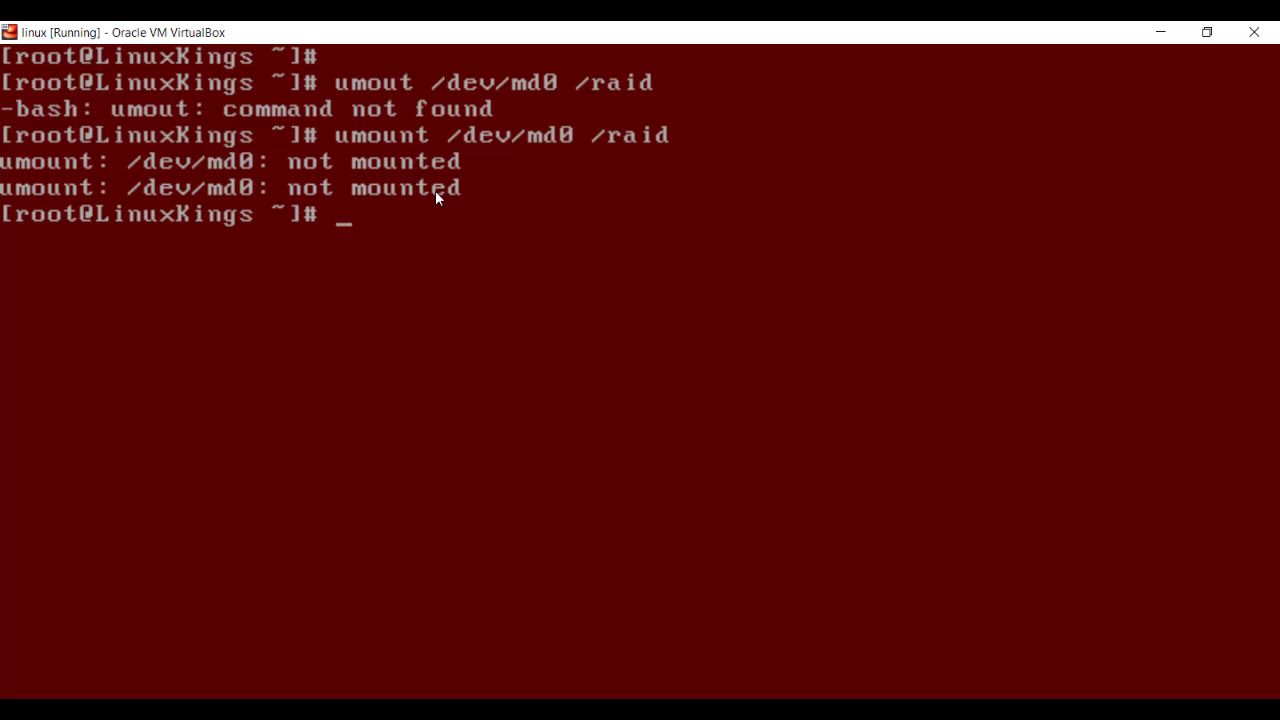 linux [Running] - Oracle VM VirtualBox
[root@LinuxKings ~]#
[root@LinuxKings ~]# umout /dev/md0 /raid
-bash: umout: command not found
[root@LinuxKings ~]# umount /dev/md0 /raid
umount: /dev/md0: not mounted
umount: /dev/md0: not mounted
[root@LinuxKings ~]# _